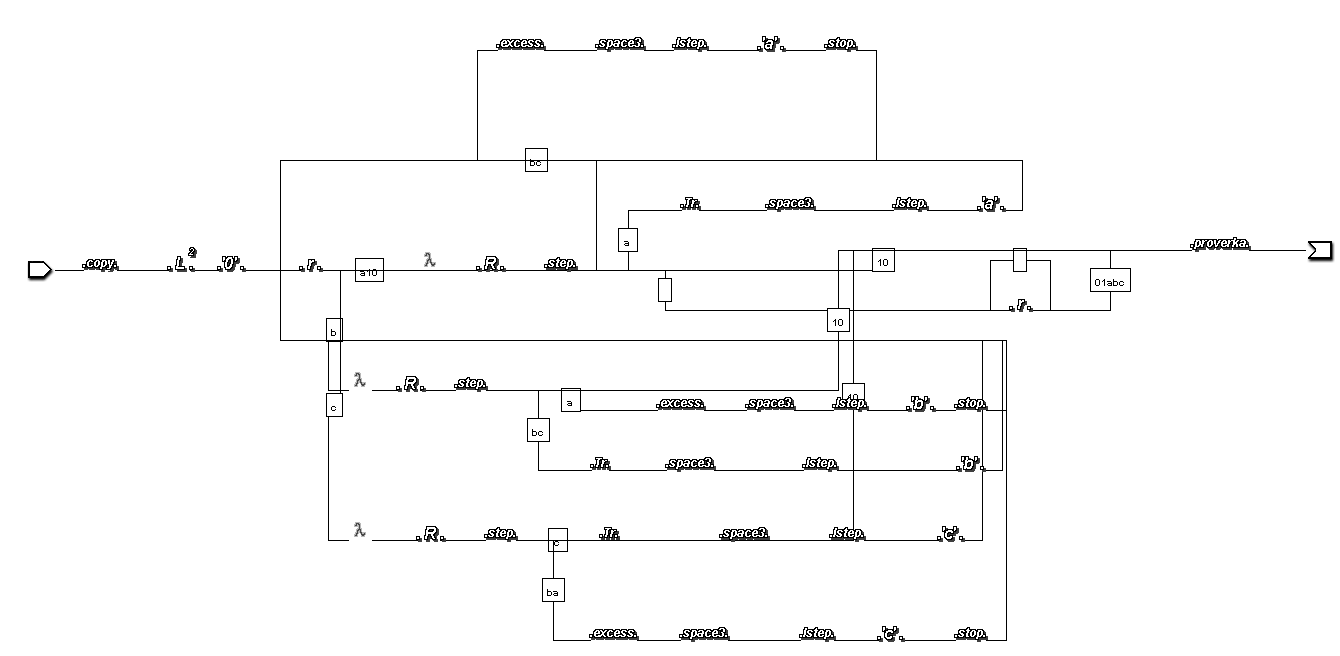 .excess. .space3. .lstep. .'a'. .stop.
bc
.Tr. .space3. .lstep. .'a'.
a
.proverka.
.copy. .L.² .'0'. .r. a10 λ .R. .step. 10
01abc
.r.
10
b
λ .R. .step.
a .excess. .space3. .lstep. .'b'. .stop.
c
bc
.Tr. .space3. .lstep. .'b'.
λ .R. .step. c .Tr. .space3. .lstep. .'c'.
ba
.excess. .space3. .lstep. .'c'. .stop.